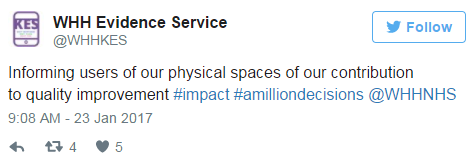 KES
WHH Evidence Service
@WHHKES
Follow
Informing users of our physical spaces of our contribution
to quality improvement #impact #amilliondecisions @WHHNHS
9:08 AM - 23 Jan 2017
4 5